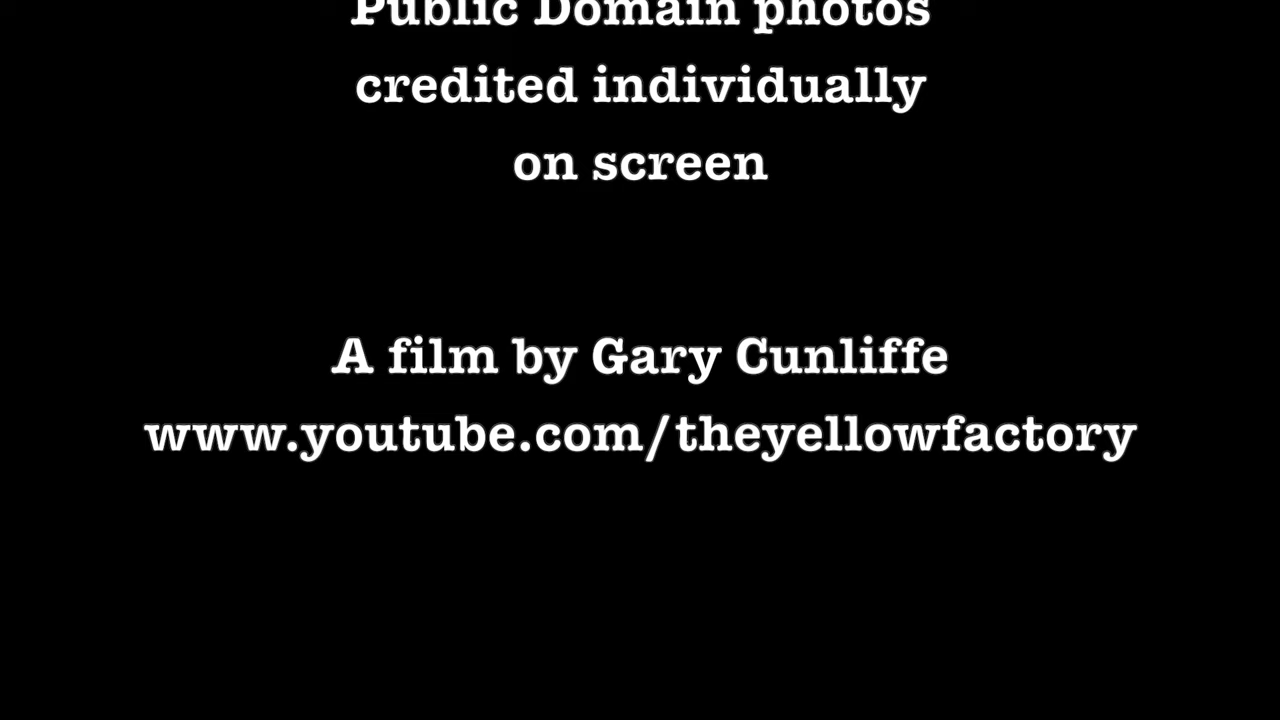 Public Domain photos
credited individually
on screen
A film by Gary Cunliffe
www.youtube.com/theyellowfactory